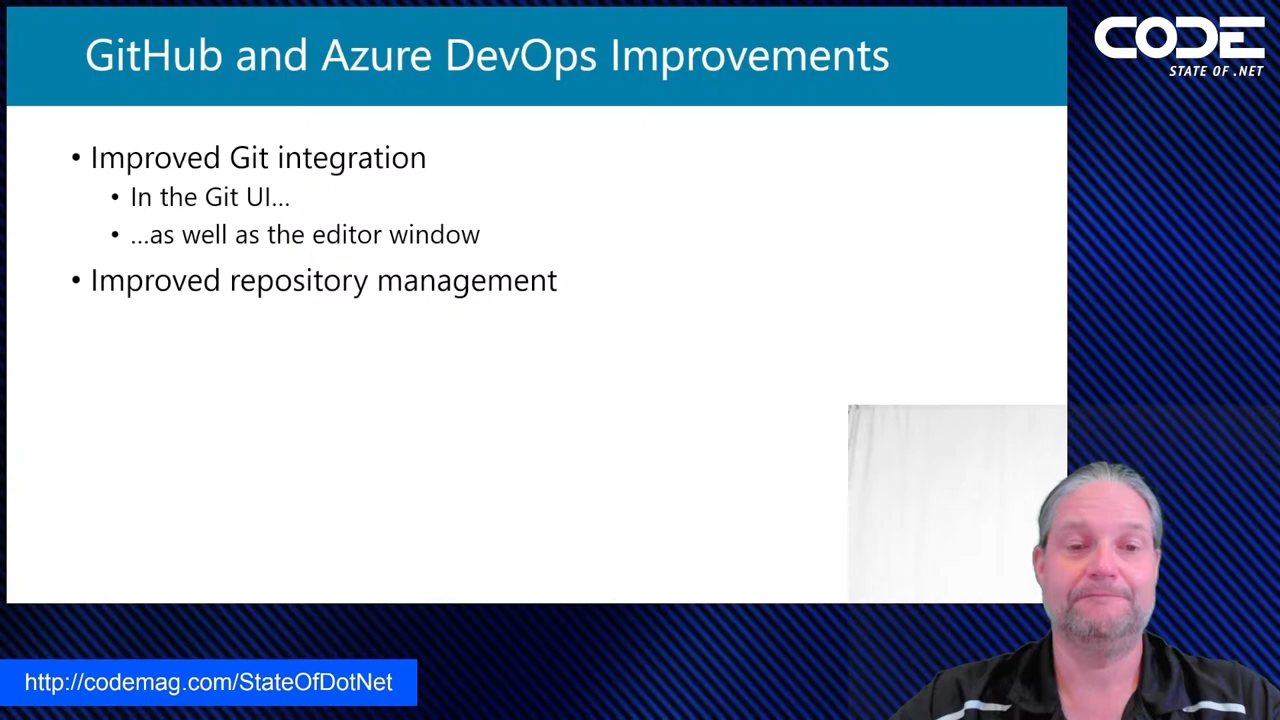 GitHub and Azure DevOps Improvements
• Improved Git integration
• In the Git UI...
• ...as well as the editor window
• Improved repository management
CODE
STATE OF .NET
http://codemag.com/StateOfDotNet